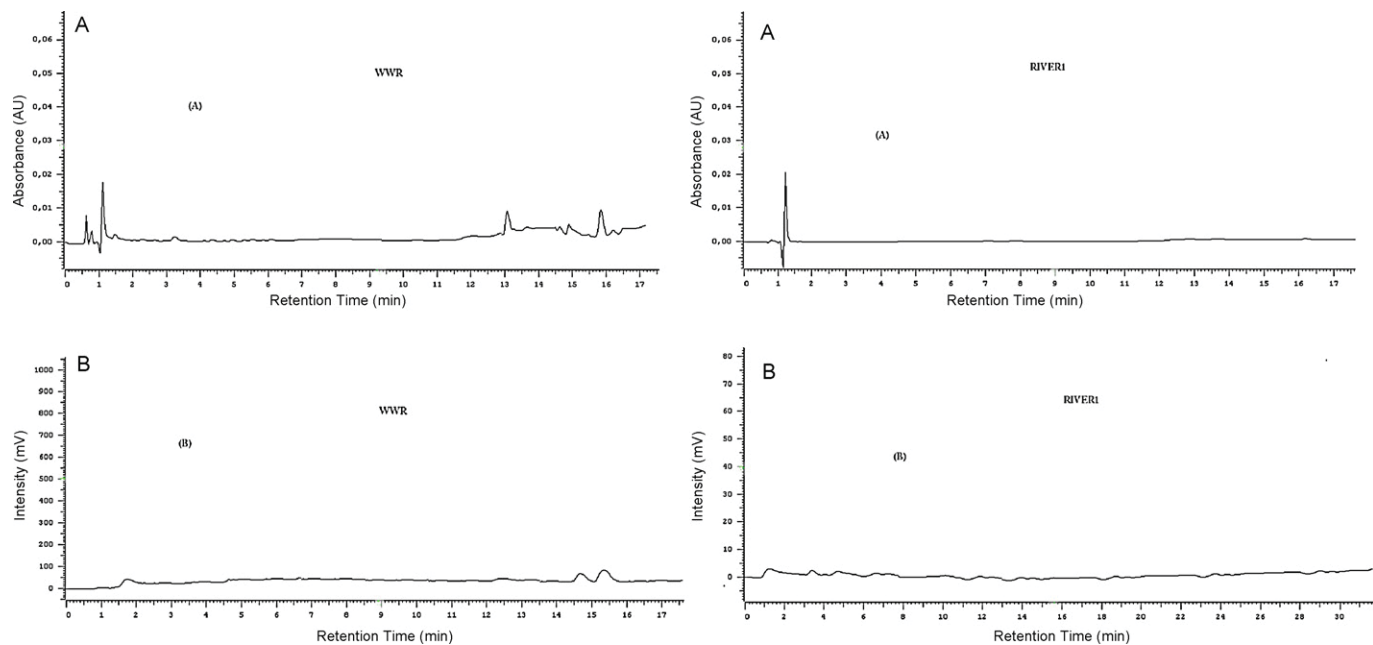 A
WWR
(A)
Absorbance (AU)
0,06
0,05
0,04
0,03
0,02
0,01
0,00
0 1 2 3 4 5 6 7 8 9 10 11 12 13 14 15 16 17
Retention Time (min)
A
RIVER1
(A)
Absorbance (AU)
0,06
0,05
0,04
0,03
0,02
0,01
0,00
0 1 2 3 4 5 6 7 8 9 10 11 12 13 14 15 16 17
Retention Time (min)
B
WWR
(B)
Intensity (mV)
1000
900
800
700
600
500
400
300
200
100
0
0 1 2 3 4 5 6 7 8 9 10 11 12 13 14 15 16 17
Retention Time (min)
B
RIVER1
(B)
Intensity (mV)
80
70
60
50
40
30
20
10
0
0 2 4 6 8 10 12 14 16 18 20 22 24 26 28 30
Retention Time (min)